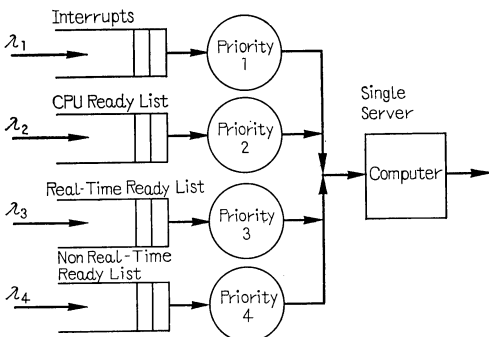 Interrupts
λ1
Priority
1
CPU Ready List
λ2
Priority
2
Single
Server
Computer
Real-Time Ready List
λ3
Priority
3
Non Real-Time
Ready List
λ4
Priority
4